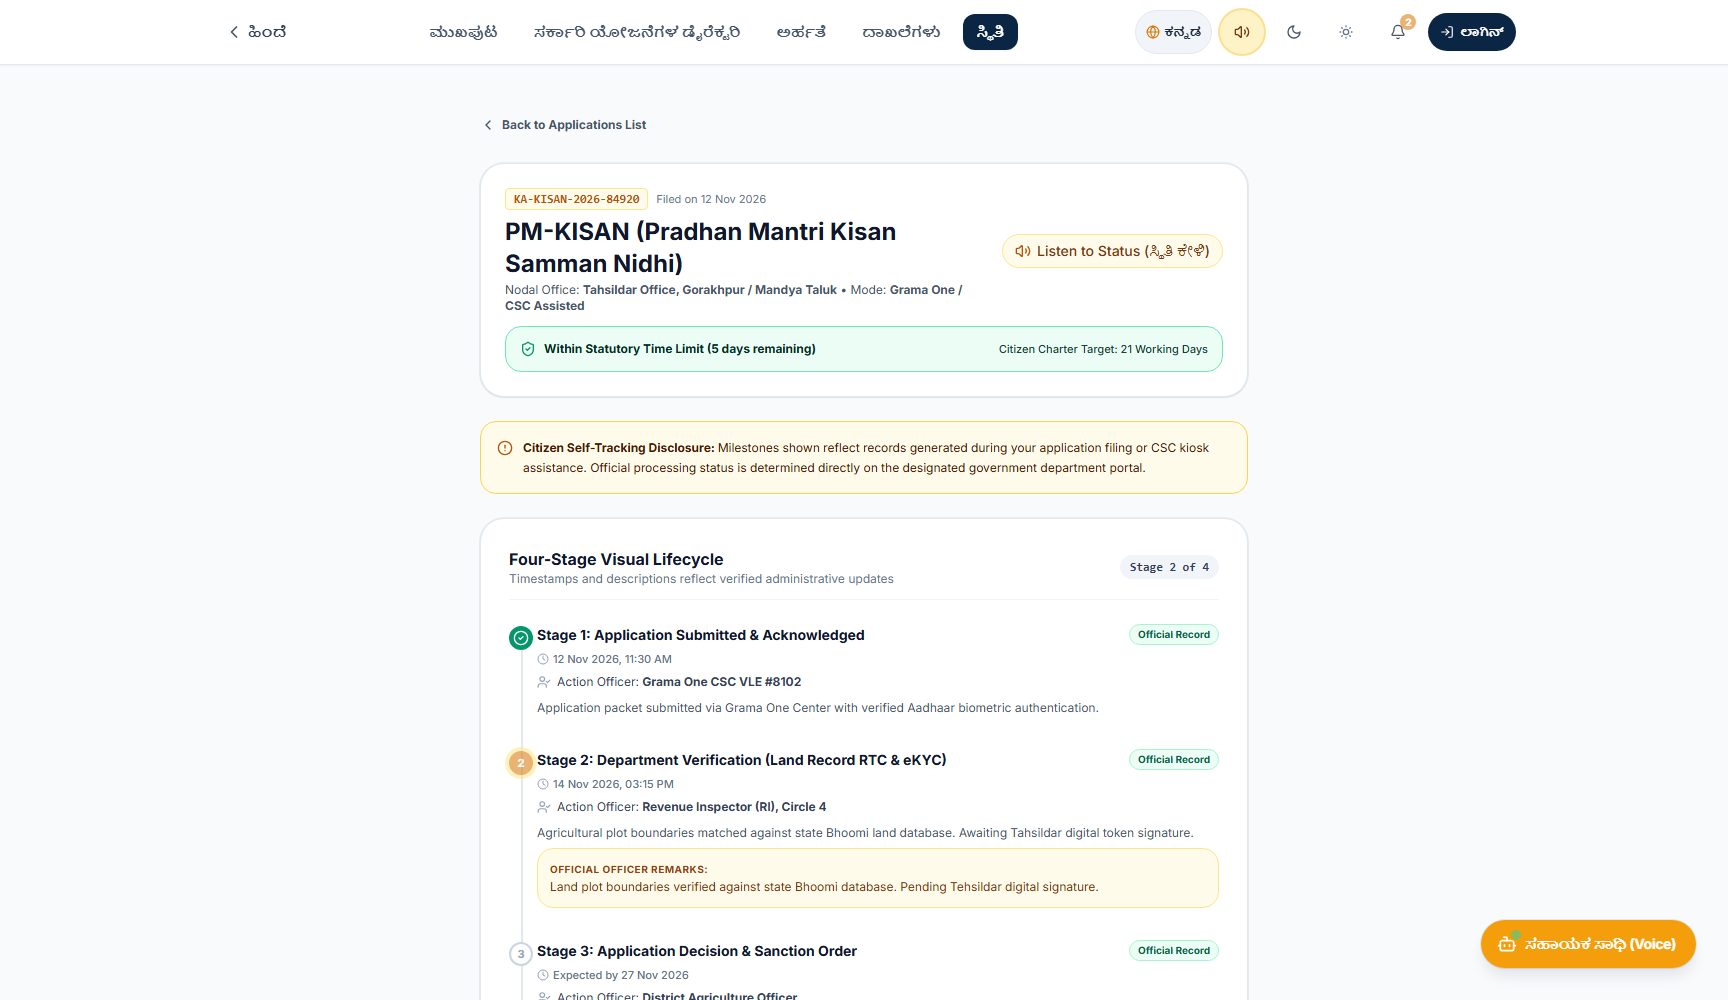 ಹಿಂದೆ
ಮುಖಪುಟ
ಸರ್ಕಾರಿ ಯೋಜನೆಗಳ ಡೈರೆಕ್ಟರಿ
ಅರ್ಹತೆ
ದಾಖಲೆಗಳು
ಸ್ಥಿತಿ
ಕನ್ನಡ
2
ಲಾಗಿನ್
Back to Applications List
KA-KISAN-2026-84920 Filed on 12 Nov 2026
PM-KISAN (Pradhan Mantri Kisan
Samman Nidhi)
Listen to Status (ಸ್ಥಿತಿ ಕೇಳಿ)
Nodal Office: Tahsildar Office, Gorakhpur / Mandya Taluk • Mode: Grama One /
CSC Assisted
Within Statutory Time Limit (5 days remaining)
Citizen Charter Target: 21 Working Days
Citizen Self-Tracking Disclosure: Milestones shown reflect records generated during your application filing or CSC kiosk
assistance. Official processing status is determined directly on the designated government department portal.
Four-Stage Visual Lifecycle
Timestamps and descriptions reflect verified administrative updates
Stage 2 of 4
Stage 1: Application Submitted & Acknowledged
Official Record
12 Nov 2026, 11:30 AM
Action Officer: Grama One CSC VLE #8102
Application packet submitted via Grama One Center with verified Aadhaar biometric authentication.
2
Stage 2: Department Verification (Land Record RTC & eKYC)
Official Record
14 Nov 2026, 03:15 PM
Action Officer: Revenue Inspector (RI), Circle 4
Agricultural plot boundaries matched against state Bhoomi land database. Awaiting Tahsildar digital token signature.
OFFICIAL OFFICER REMARKS:
Land plot boundaries verified against state Bhoomi database. Pending Tehsildar digital signature.
3
Stage 3: Application Decision & Sanction Order
Official Record
Expected by 27 Nov 2026
Action Officer: District Agriculture Officer
ಸಹಾಯಕ ಸಾಥಿ (Voice)